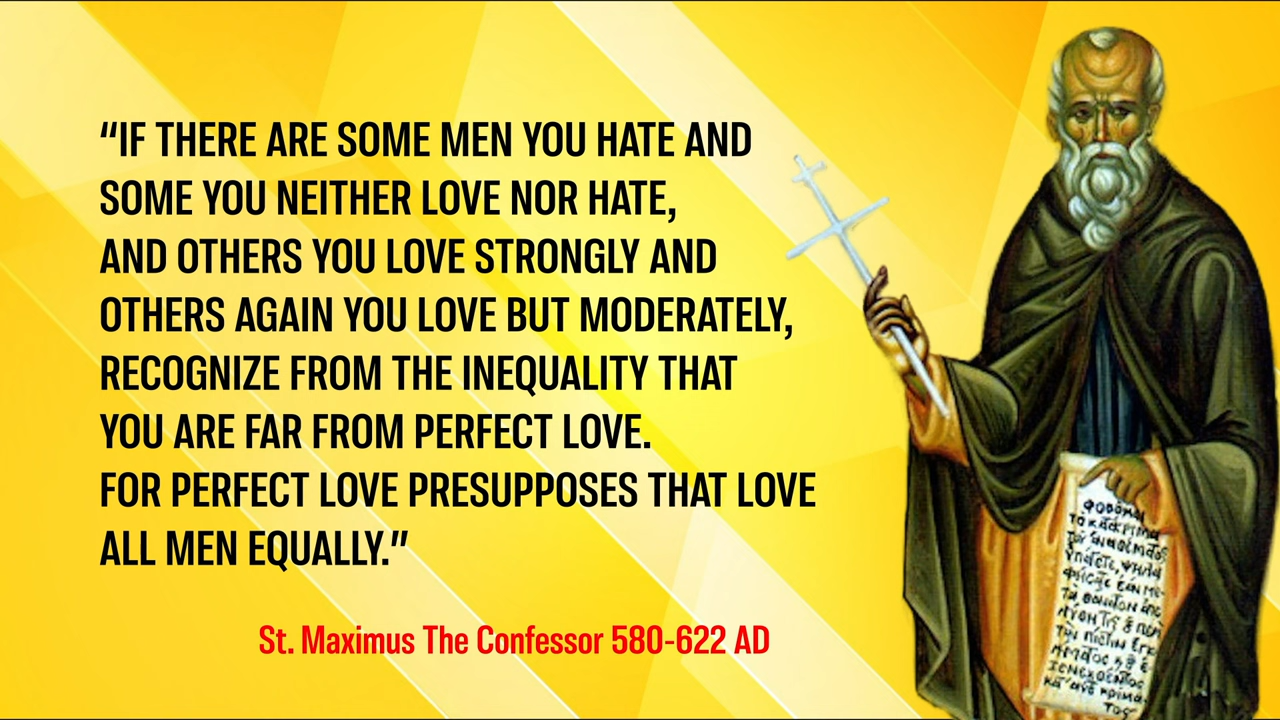 “IF THERE ARE SOME MEN YOU HATE AND
SOME YOU NEITHER LOVE NOR HATE,
AND OTHERS YOU LOVE STRONGLY AND
OTHERS AGAIN YOU LOVE BUT MODERATELY,
RECOGNIZE FROM THE INEQUALITY THAT
YOU ARE FAR FROM PERFECT LOVE.
FOR PERFECT LOVE PRESUPPOSES THAT LOVE
ALL MEN EQUALLY.”
St. Maximus The Confessor 580-622 AD